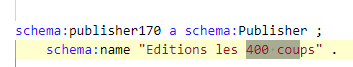 schema:publisher170 a schema:Publisher ;
schema:name "Editions les 400 coups" .